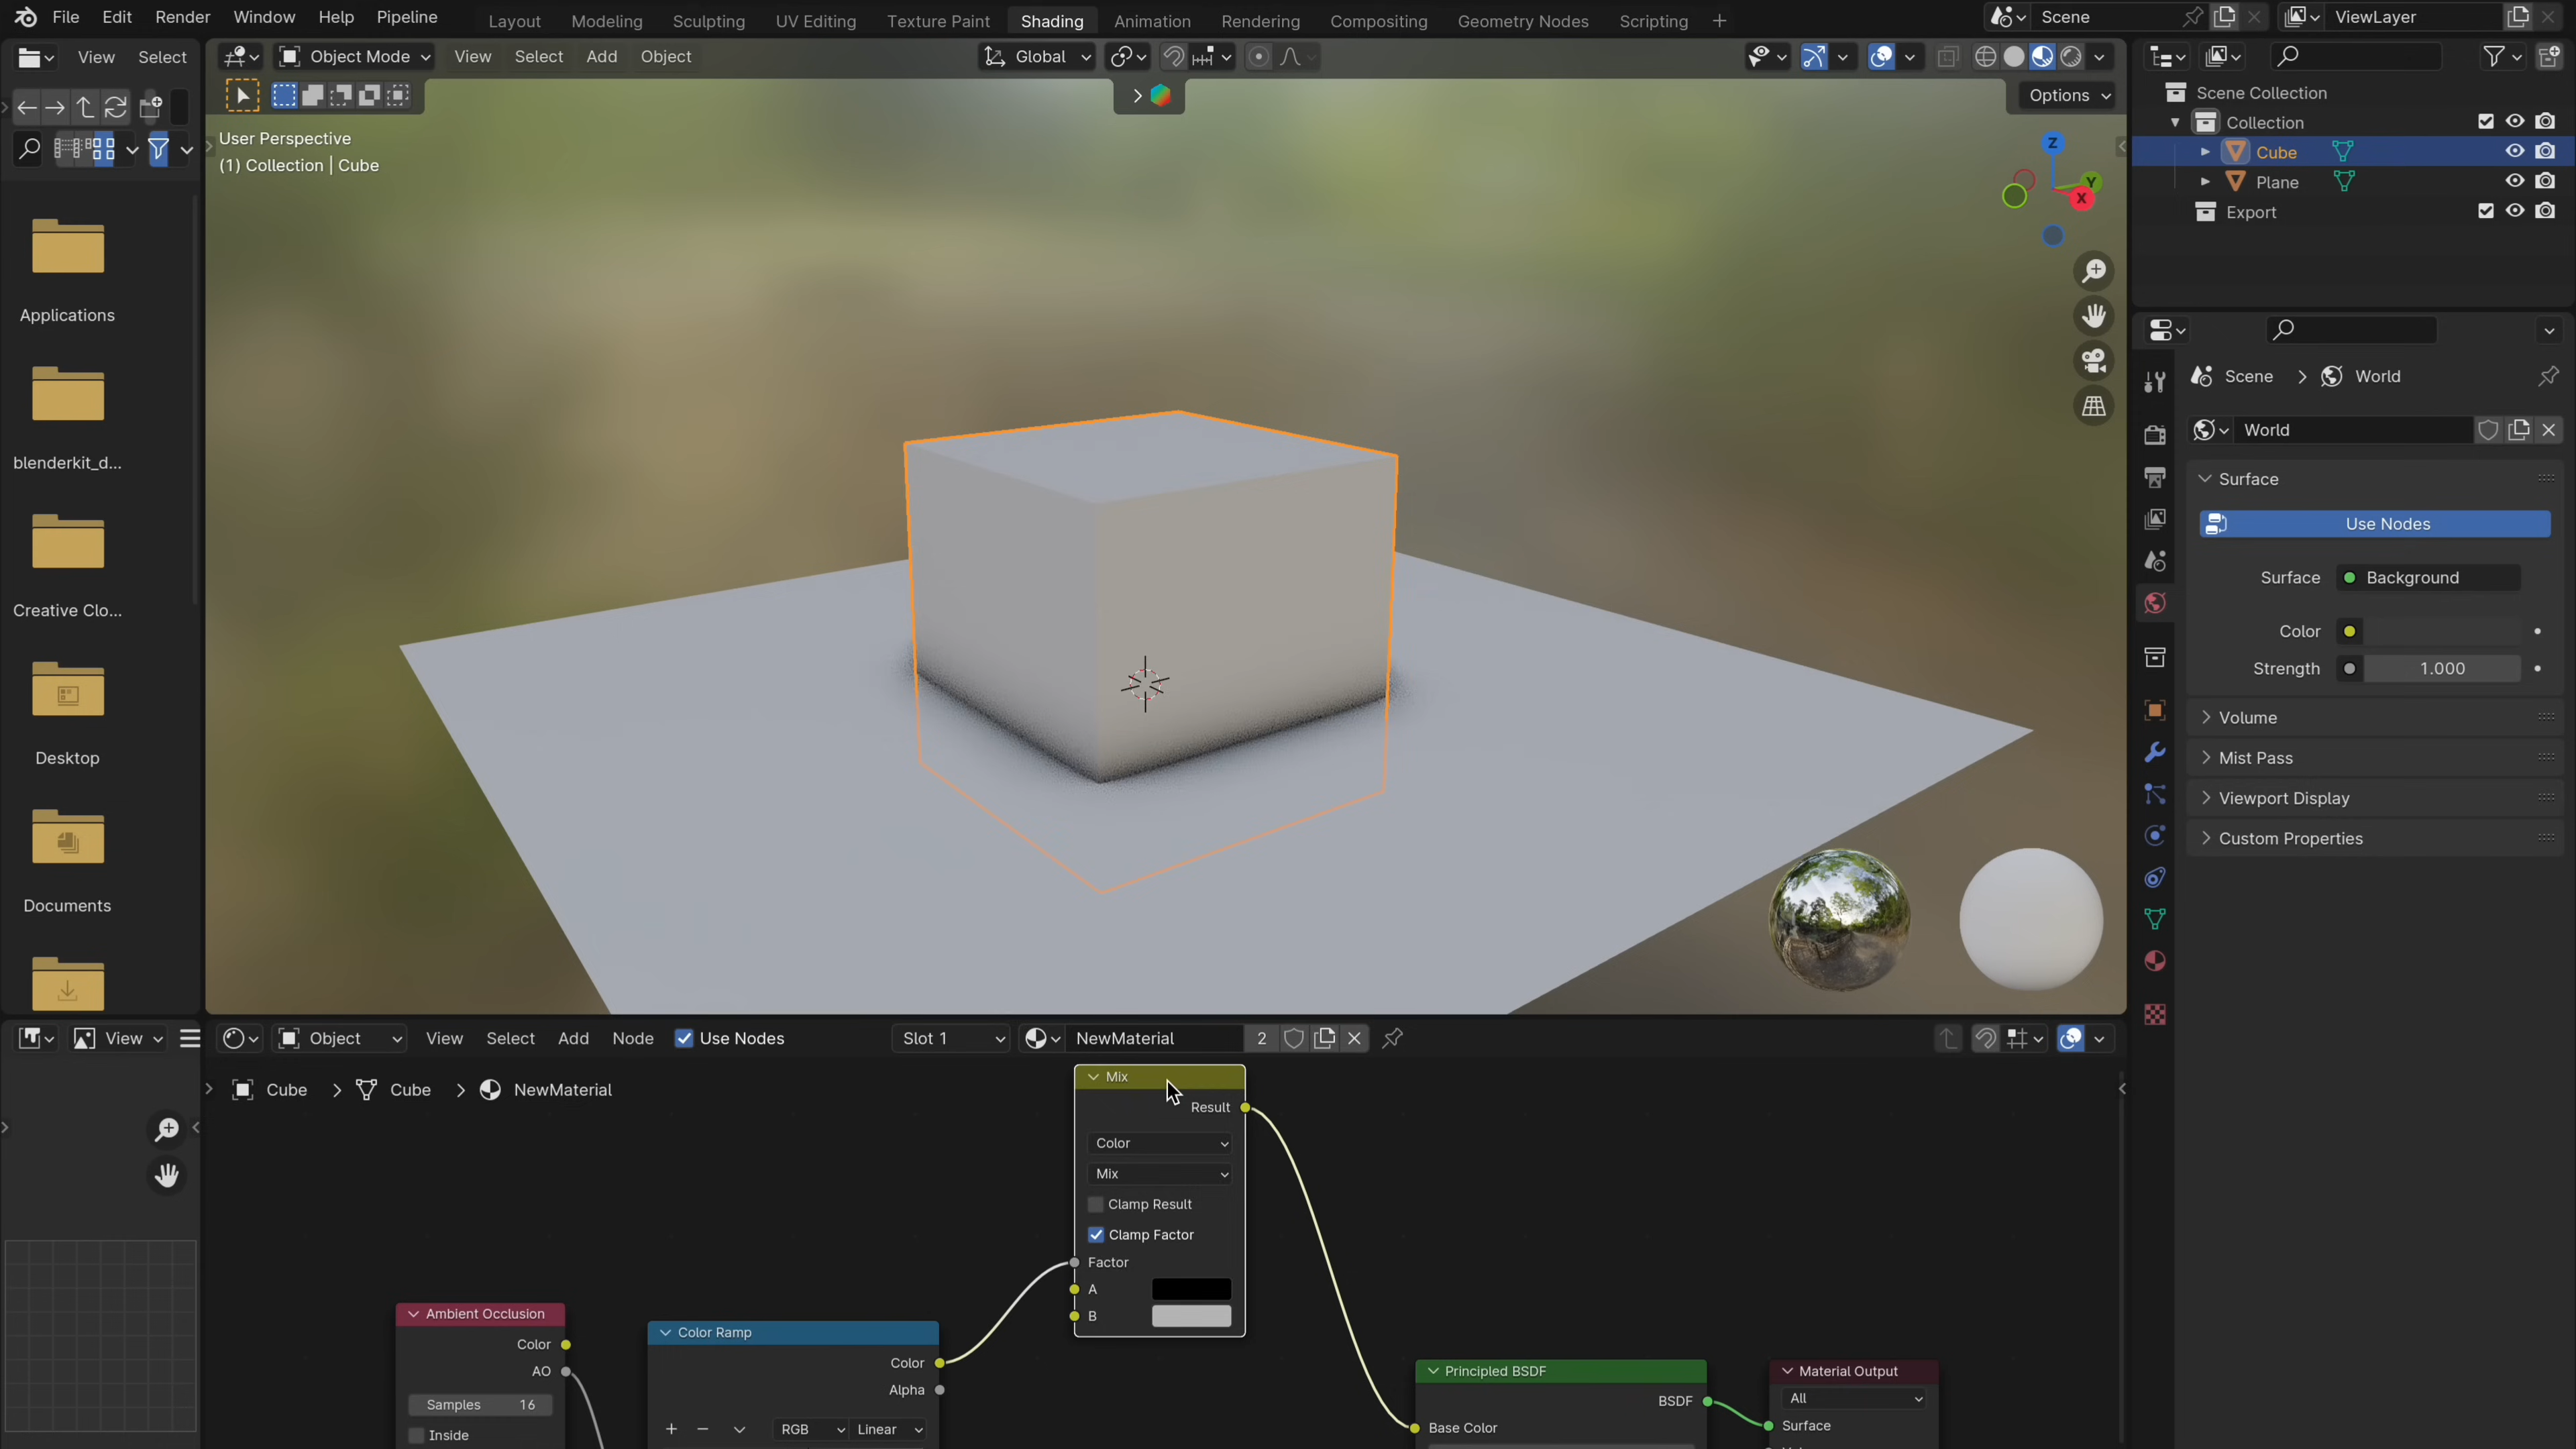 File Edit Render Window Help Pipeline
Layout Modeling Sculpting UV Editing Texture Paint Shading Animation Rendering Compositing Geometry Nodes Scripting +
Scene
ViewLayer
View Select
Object Mode View Select Add Object
Global
Options
User Perspective
(1) Collection | Cube
Z
Y
X
Scene Collection
Collection
Cube
Plane
Export
Applications
blenderkit_d...
Creative Clo...
Desktop
Documents
Scene > World
World
Surface
Use Nodes
Surface Background
Color
Strength 1.000
Volume
Mist Pass
Viewport Display
Custom Properties
View
Object View Select Add Node Use Nodes
Slot 1
NewMaterial 2
Cube > Cube > NewMaterial
Mix
Result
Color
Mix
Clamp Result
Clamp Factor
Factor
A
B
Ambient Occlusion
Color
AO
Samples 16
Inside
Color Ramp
Color
Alpha
RGB Linear
Principled BSDF
BSDF
Base Color
Material Output
All
Surface